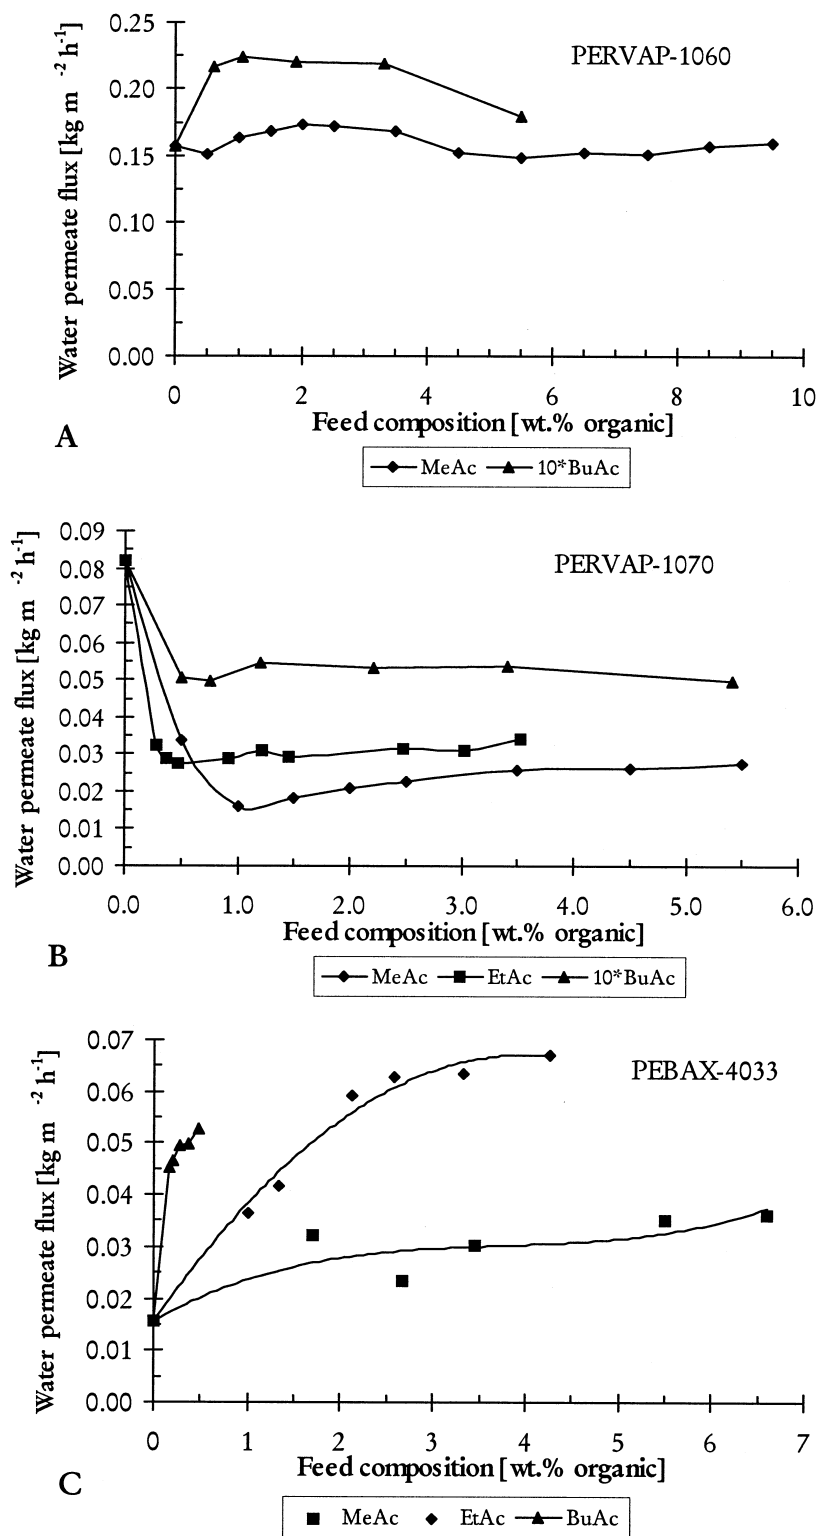 PERVAP-1060
Water permeate flux [kg m⁻² h⁻¹]
0.25
0.20
0.15
0.10
0.05
0.00
0 2 4 6 8 10
Feed composition [wt.% organic]
A
MeAc 10*BuAc
PERVAP-1070
Water permeate flux [kg m⁻² h⁻¹]
0.09
0.08
0.07
0.06
0.05
0.04
0.03
0.02
0.01
0.00
0.0 1.0 2.0 3.0 4.0 5.0 6.0
Feed composition [wt.% organic]
B
MeAc EtAc 10*BuAc
PEBAX-4033
Water permeate flux [kg m⁻² h⁻¹]
0.07
0.06
0.05
0.04
0.03
0.02
0.01
0.00
0 1 2 3 4 5 6 7
Feed composition [wt.% organic]
C
MeAc EtAc BuAc